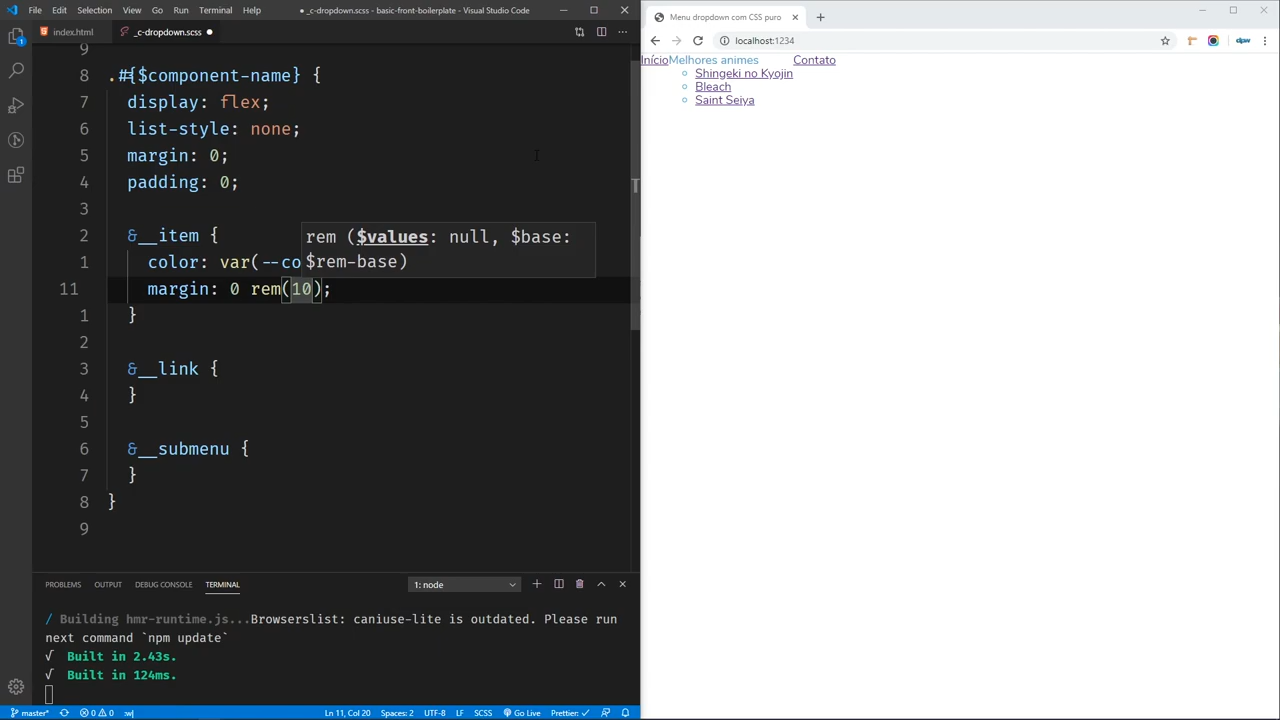 File Edit Selection View Go Run Terminal Help
● _c-dropdown.scss - basic-front-boilerplate - Visual Studio Code
index.html
_c-dropdown.scss ●
9
8 .#{$component-name} {
7 display: flex;
6 list-style: none;
5 margin: 0;
4 padding: 0;
3
2 &__item {
1 color: var(--co
rem ($values: null, $base:
$rem-base)
11 margin: 0 rem(10);
1 }
2
3 &__link {
4 }
5
6 &__submenu {
7 }
8 }
9
PROBLEMS OUTPUT DEBUG CONSOLE TERMINAL
1: node
/ Building hmr-runtime.js...Browserslist: caniuse-lite is outdated. Please run
next command `npm update`
√ Built in 2.43s.
√ Built in 124ms.
1
master* 0 0 :w
Ln 11, Col 20 Spaces: 2 UTF-8 LF SCSS Go Live Prettier: ✓
Menu dropdown com CSS puro
localhost:1234
dpw
Início Melhores animes Contato
Shingeki no Kyojin
Bleach
Saint Seiya